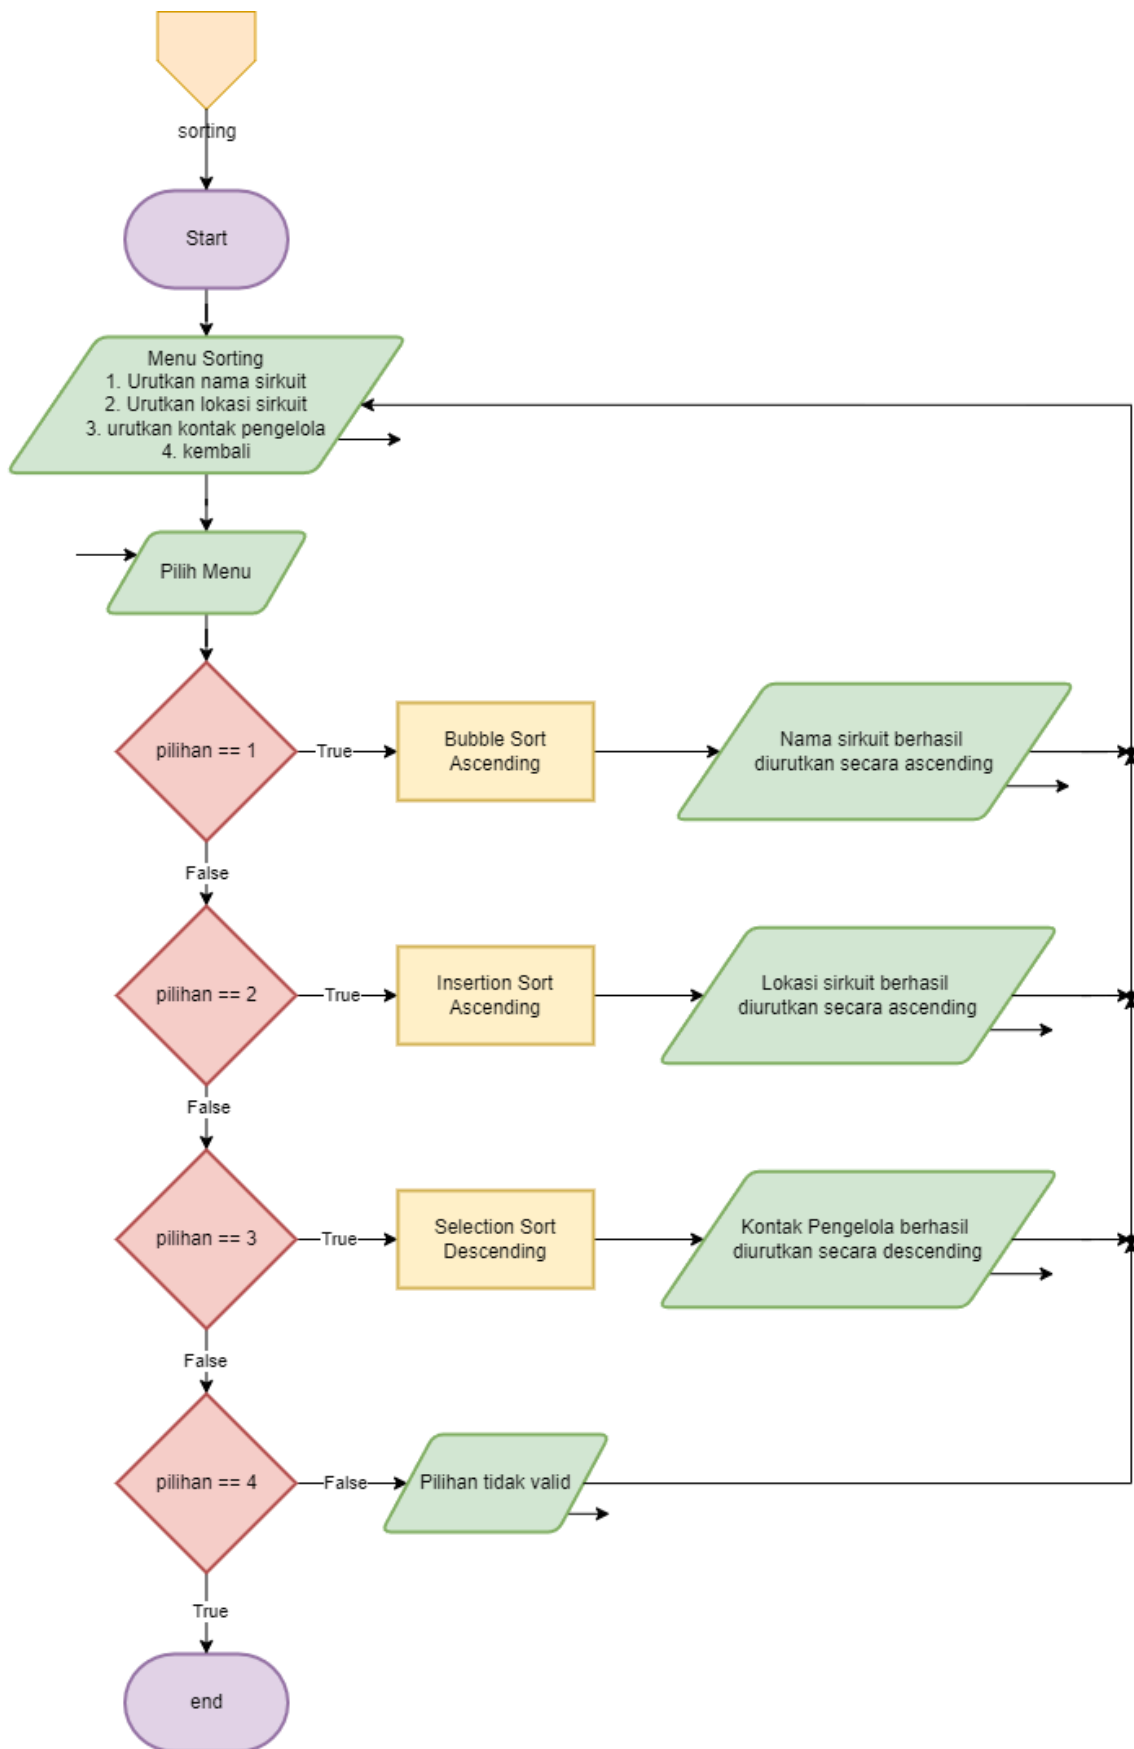 sorting
Start
Menu Sorting
1. Urutkan nama sirkuit
2. Urutkan lokasi sirkuit
3. urutkan kontak pengelola
4. kembali
Pilih Menu
pilihan == 1
True
Bubble Sort
Ascending
Nama sirkuit berhasil
diurutkan secara ascending
False
pilihan == 2
True
Insertion Sort
Ascending
Lokasi sirkuit berhasil
diurutkan secara ascending
False
pilihan == 3
True
Selection Sort
Descending
Kontak Pengelola berhasil
diurutkan secara descending
False
pilihan == 4
False
Pilihan tidak valid
True
end